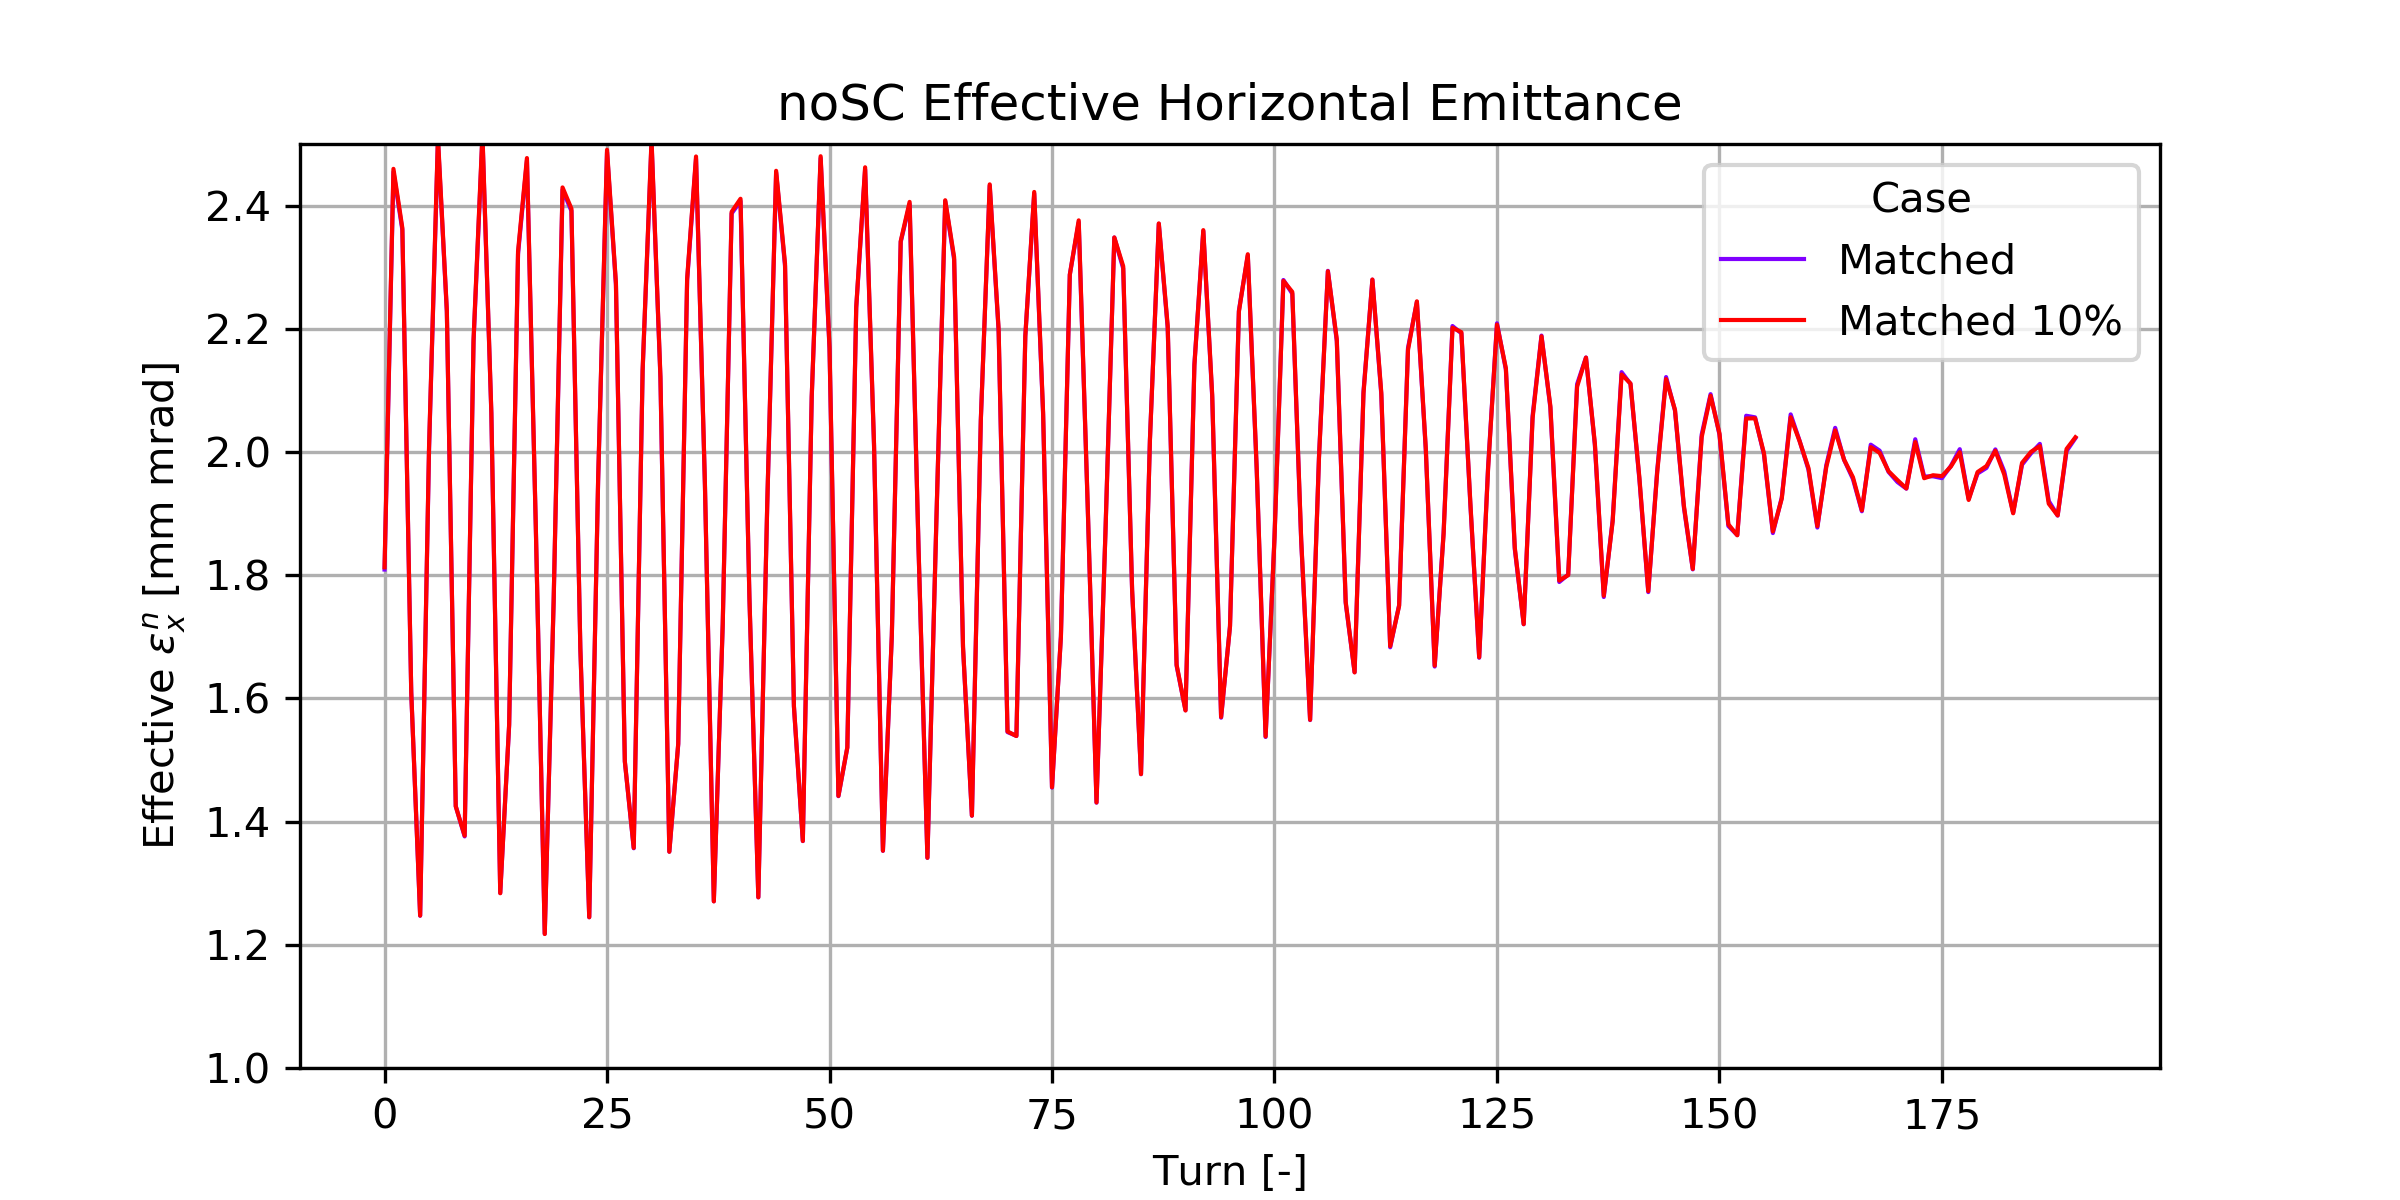 noSC Effective Horizontal Emittance
Effective εₓⁿ [mm mrad]
2.4
2.2
2.0
1.8
1.6
1.4
1.2
1.0
Case
Matched
Matched 10%
0 25 50 75 100 125 150 175
Turn [-]